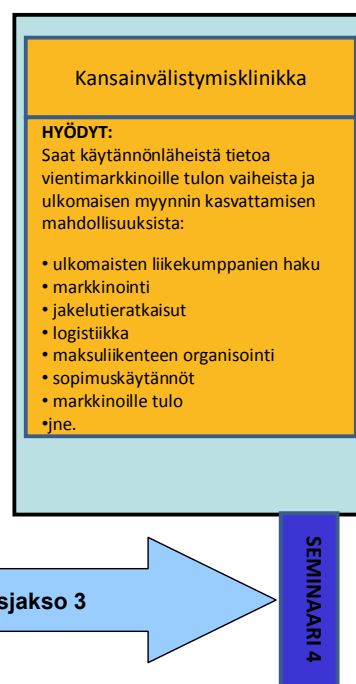 Kansainvälistymisklinikka
HYÖDYT:
Saat käytännönläheistä tietoa
vientimarkkinoille tulon vaiheista ja
ulkomaisen myynnin kasvattamisen
mahdollisuuksista:
• ulkomaisten liikekumppanien haku
• markkinointi
• jakelutieratkaisut
• logistiikka
• maksuliikenteen organisointi
• sopimuskäytännöt
• markkinoille tulo
•jne.
sjakso 3
SEMINAARI 4